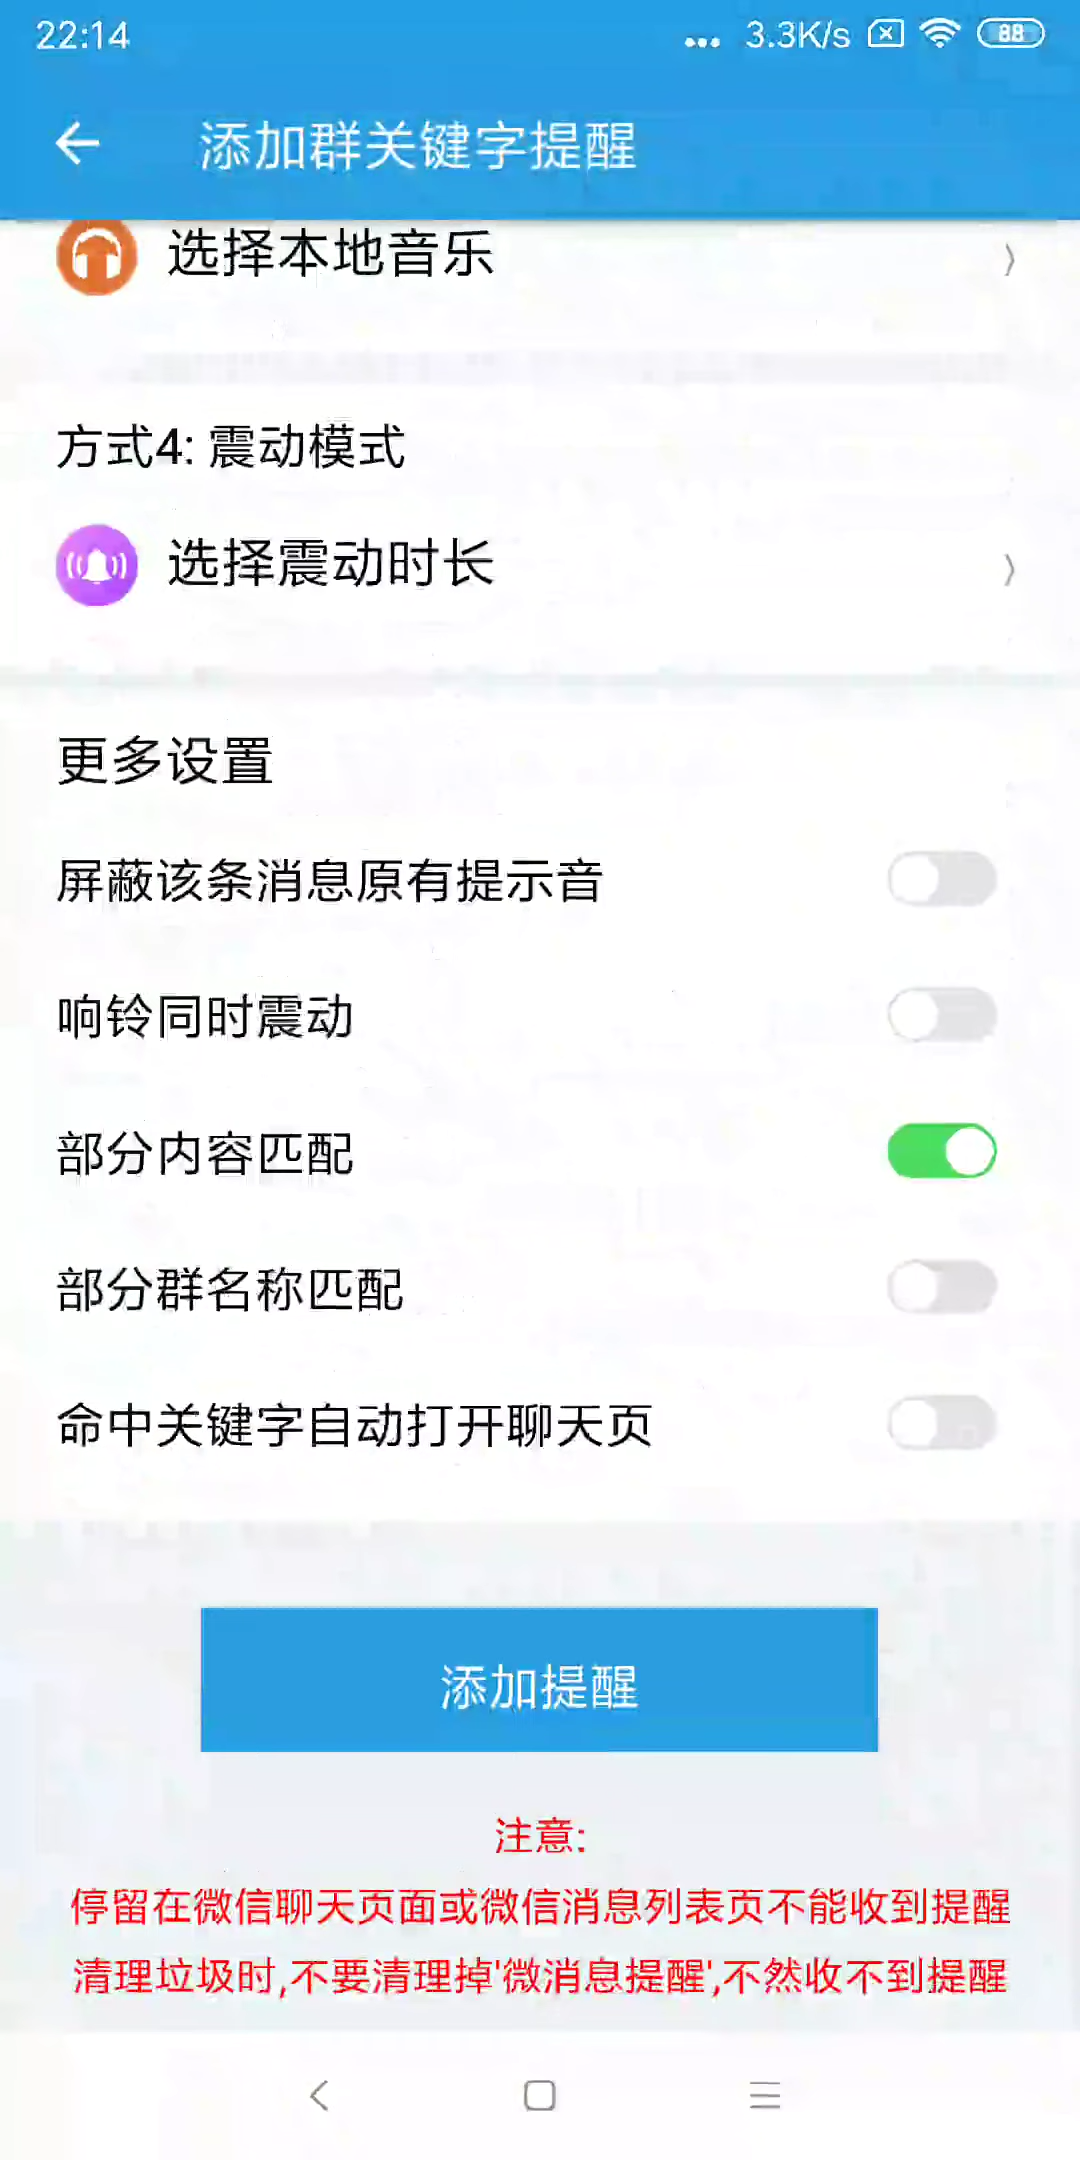 22:14
... 3.3K/s 88
添加群关键字提醒
选择本地音乐
方式4: 震动模式
选择震动时长
更多设置
屏蔽该条消息原有提示音
响铃同时震动
部分内容匹配
部分群名称匹配
命中关键字自动打开聊天页
添加提醒
注意:
停留在微信聊天页面或微信消息列表页不能收到提醒
清理垃圾时,不要清理掉'微消息提醒',不然收不到提醒